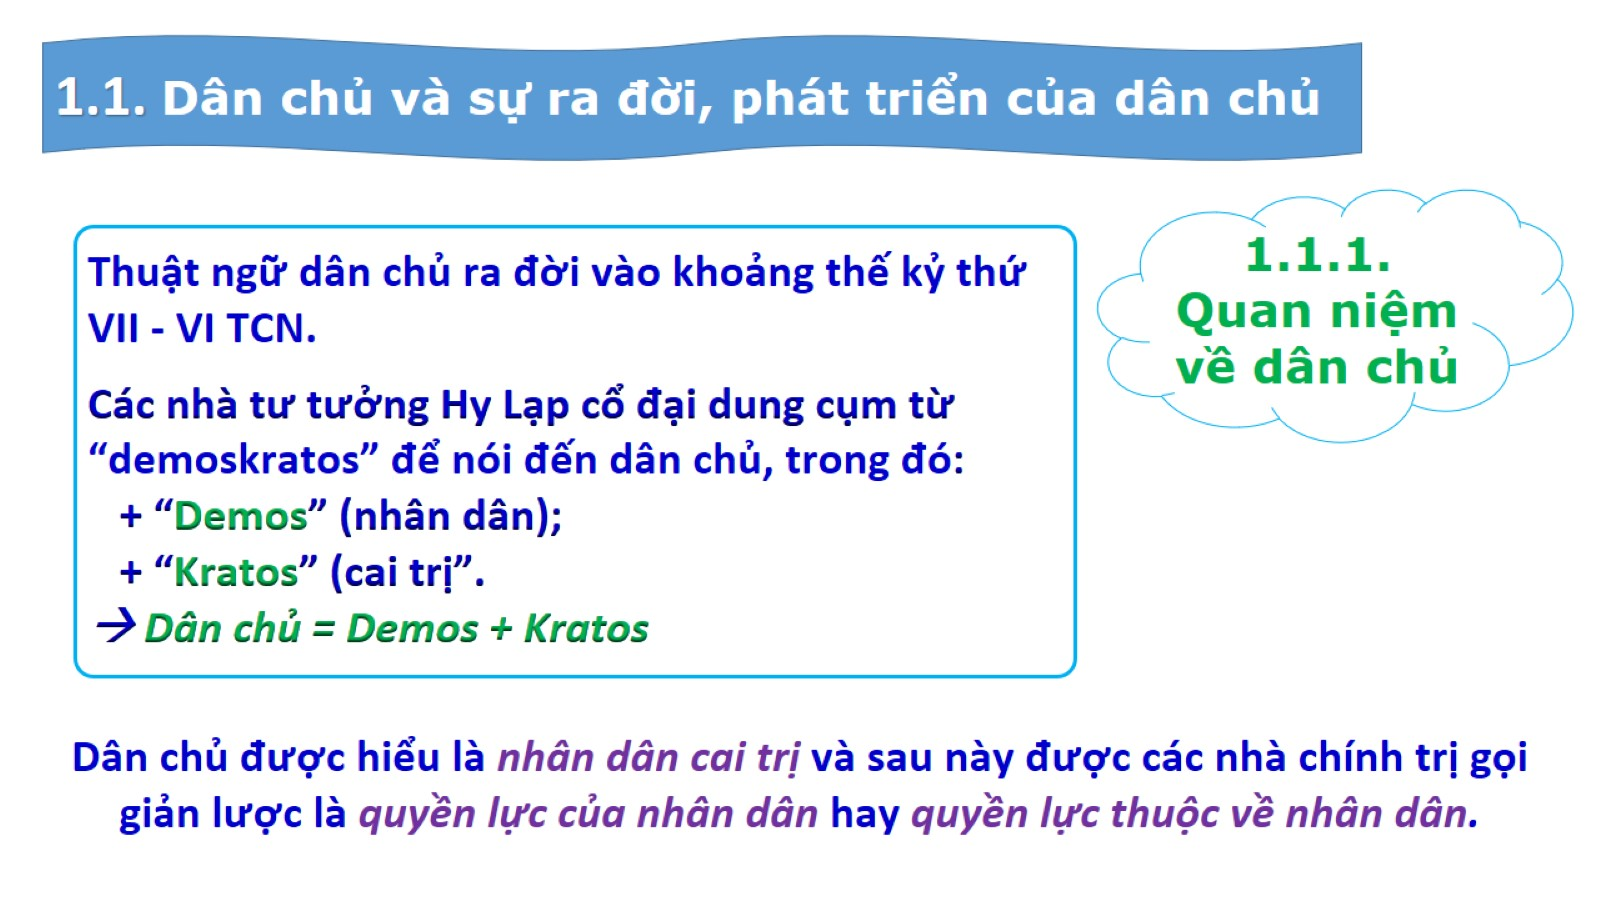 1.1. Dân chủ và sự ra đời, phát triển của dân chủ
Thuật ngữ dân chủ ra đời vào khoảng thế kỷ thứ
VII - VI TCN.
Các nhà tư tưởng Hy Lạp cổ đại dung cụm từ
“demoskratos” để nói đến dân chủ, trong đó:
+ “Demos” (nhân dân);
+ “Kratos” (cai trị”.
→ Dân chủ = Demos + Kratos
1.1.1.
Quan niệm
về dân chủ
Dân chủ được hiểu là nhân dân cai trị và sau này được các nhà chính trị gọi
giản lược là quyền lực của nhân dân hay quyền lực thuộc về nhân dân.